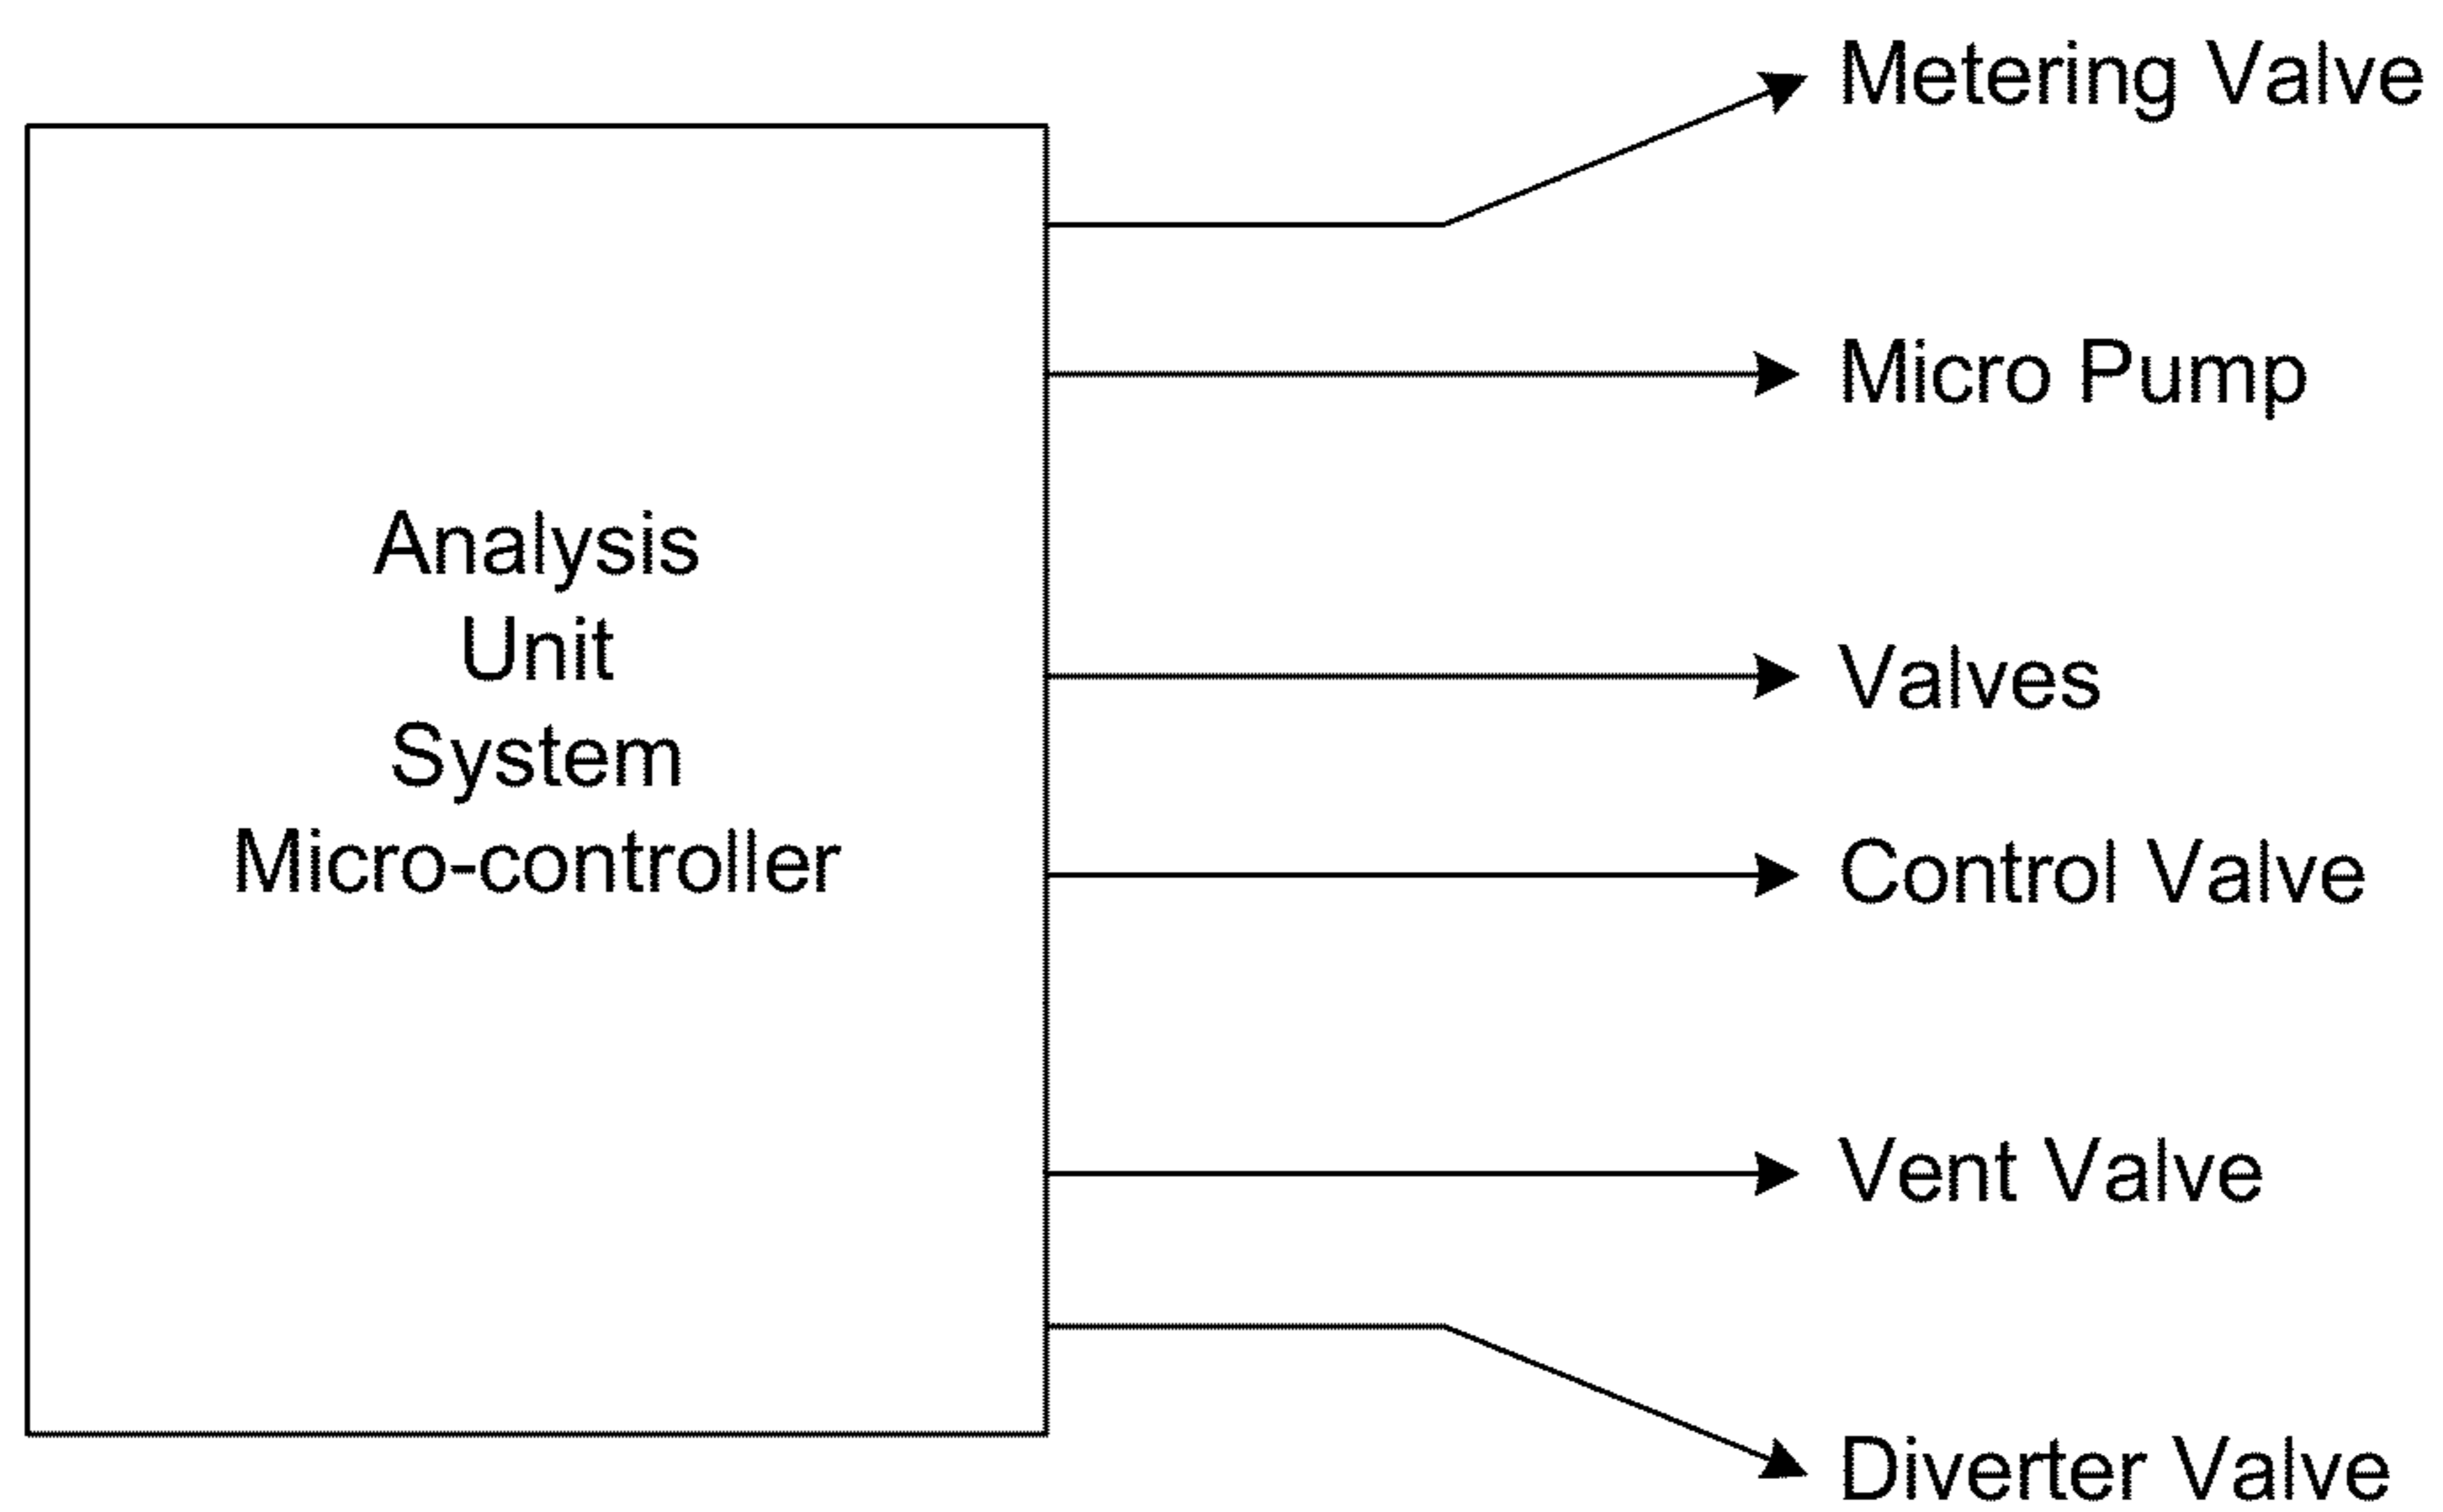 Metering Valve
Micro Pump
Analysis
Unit
System
Micro-controller
Valves
Control Valve
Vent Valve
Diverter Valve